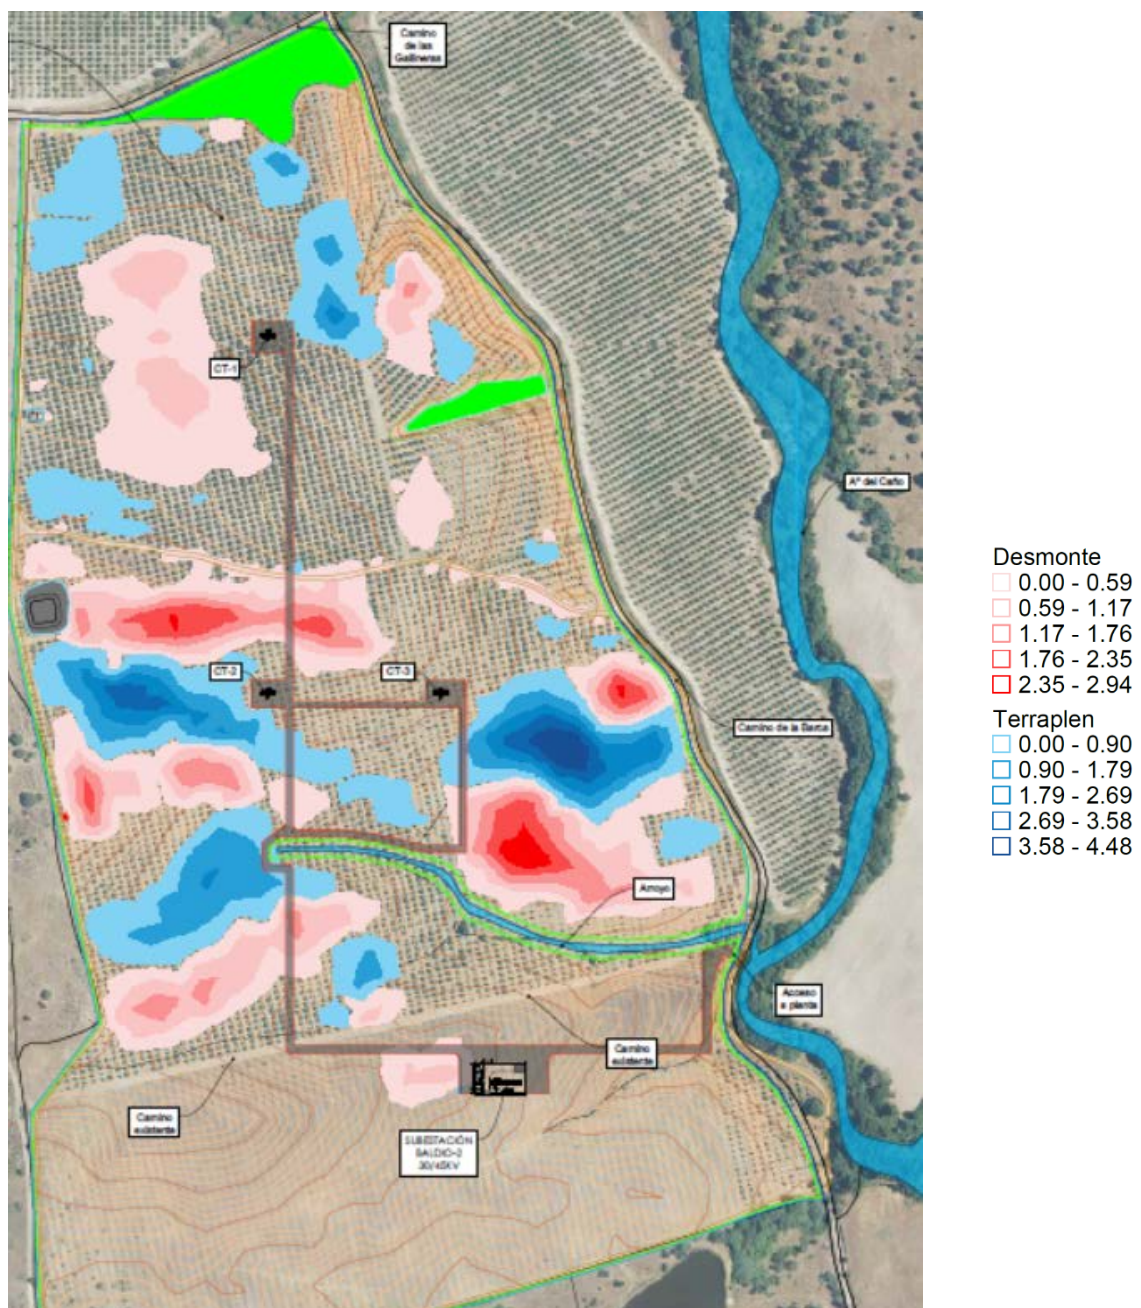 Camino
de las
Gallineras
CT-1
Aº del Caño
CT-2
CT-3
Camino de la Barca
Arroyo
Acceso
a planta
Camino
existente
Camino
existente
SUBESTACIÓN
BALDIO-2
30/45KV
Desmonte
0.00 - 0.59
0.59 - 1.17
1.17 - 1.76
1.76 - 2.35
2.35 - 2.94
Terraplen
0.00 - 0.90
0.90 - 1.79
1.79 - 2.69
2.69 - 3.58
3.58 - 4.48